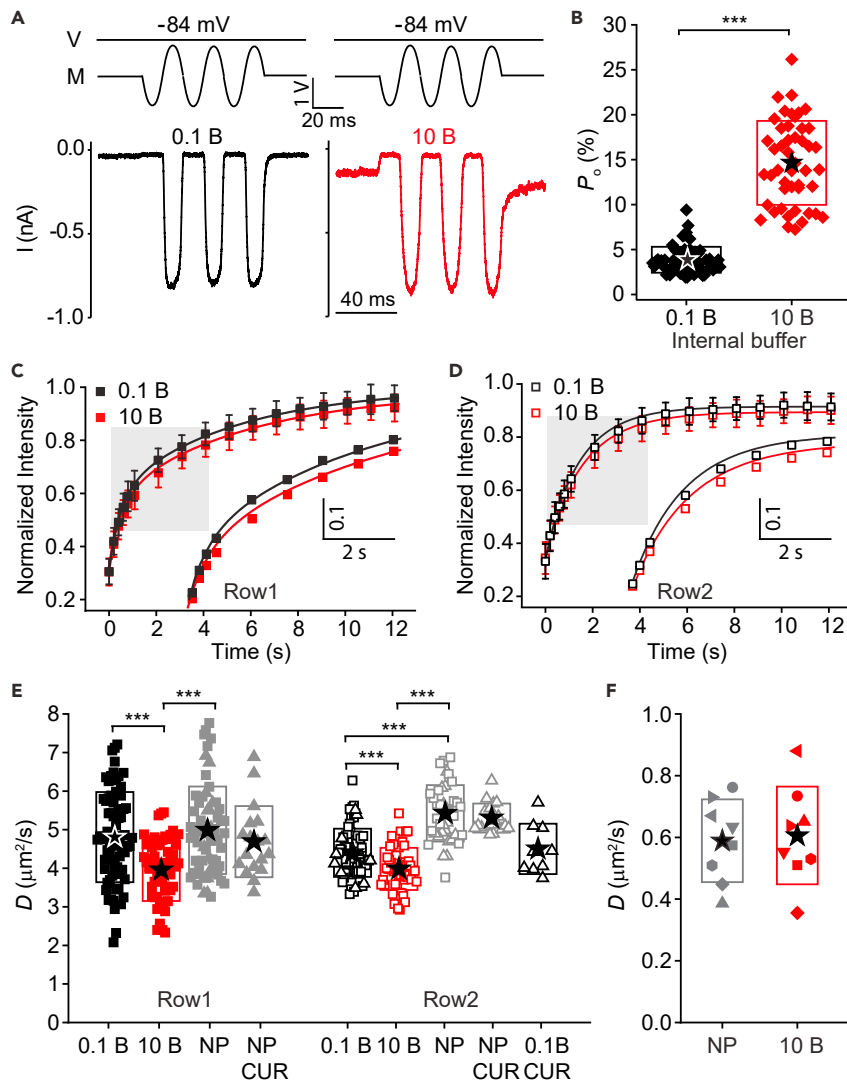 A
-84 mV
-84 mV
V
M
1 V
20 ms
0.1 B
10 B
0.0
-0.5
-1.0
I (nA)
40 ms
B
***
30
25
20
15
10
5
0
Po (%)
0.1 B
10 B
Internal buffer
C
0.1 B
10 B
1.0
0.8
0.6
0.4
0.2
Normalized Intensity
0.1
2 s
Row1
0 2 4 6 8 10 12
Time (s)
D
0.1 B
10 B
1.0
0.8
0.6
0.4
0.2
Normalized Intensity
0.1
2 s
Row2
0 2 4 6 8 10 12
Time (s)
E
*** *** *** *** ***
8
7
6
5
4
3
2
1
0
D (µm²/s)
Row1
Row2
0.1 B 10 B NP NP 0.1 B 10 B NP NP 0.1B
CUR CUR CUR
F
1.0
0.8
0.6
0.4
0.2
0.0
D (µm²/s)
NP 10 B